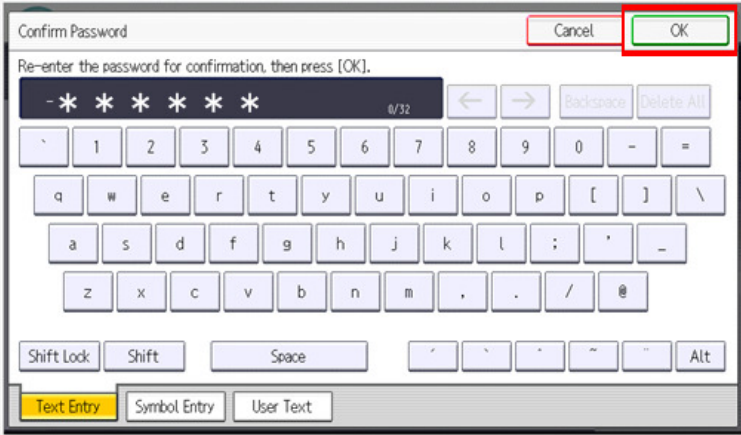 Confirm Password Cancel OK
Re-enter the password for confirmation, then press [OK].
-****** 0/32 ← → Backspace Delete All
` 1 2 3 4 5 6 7 8 9 0 - =
q w e r t y u i o p [ ] \
a s d f g h j k l ; ' _
z x c v b n m , . / @
Shift Lock Shift Space ´ ` ^ ~ ¨ Alt
Text Entry Symbol Entry User Text